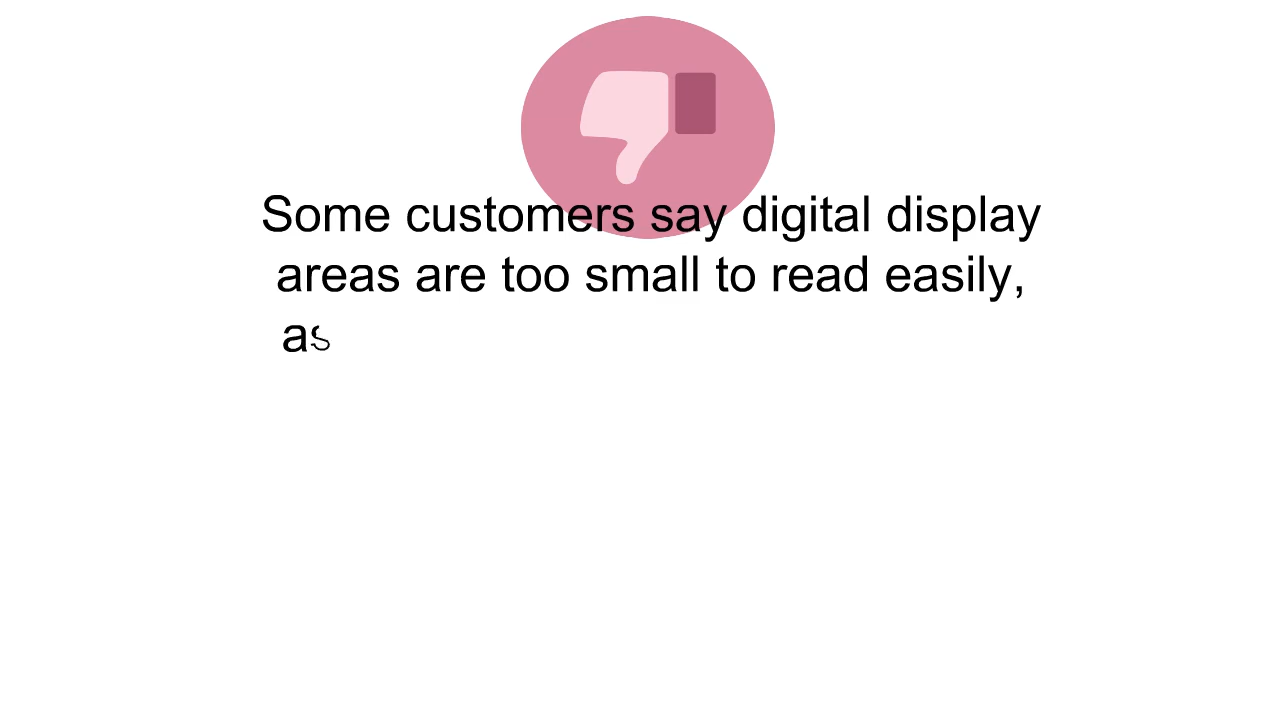 Some customers say digital display
areas are too small to read easily,
as